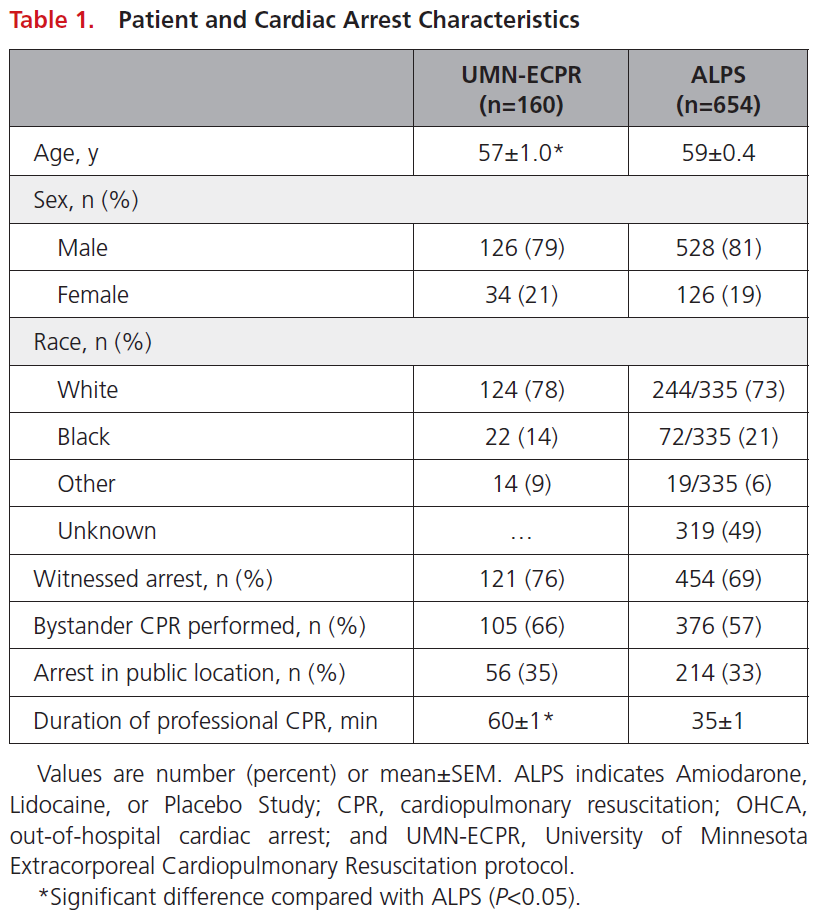 Table 1. Patient and Cardiac Arrest Characteristics
UMN-ECPR (n=160) ALPS (n=654)
Age, y 57±1.0* 59±0.4
Sex, n (%)
Male 126 (79) 528 (81)
Female 34 (21) 126 (19)
Race, n (%)
White 124 (78) 244/335 (73)
Black 22 (14) 72/335 (21)
Other 14 (9) 19/335 (6)
Unknown … 319 (49)
Witnessed arrest, n (%) 121 (76) 454 (69)
Bystander CPR performed, n (%) 105 (66) 376 (57)
Arrest in public location, n (%) 56 (35) 214 (33)
Duration of professional CPR, min 60±1* 35±1
Values are number (percent) or mean±SEM. ALPS indicates Amiodarone,
Lidocaine, or Placebo Study; CPR, cardiopulmonary resuscitation; OHCA,
out-of-hospital cardiac arrest; and UMN-ECPR, University of Minnesota
Extracorporeal Cardiopulmonary Resuscitation protocol.
*Significant difference compared with ALPS (P<0.05).